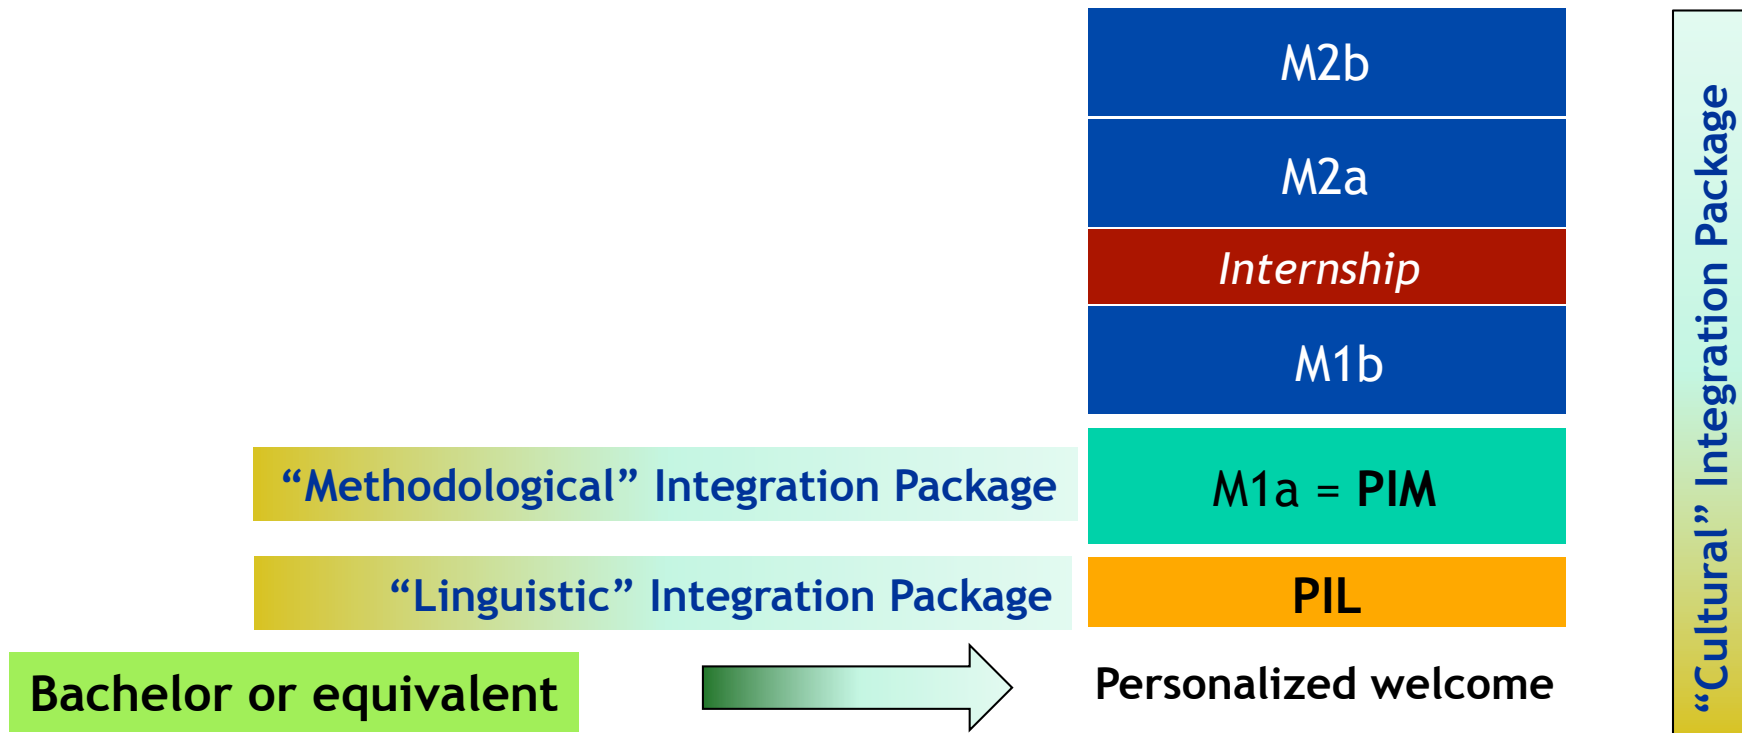 M2b
M2a
Internship
M1b
“Methodological” Integration Package
M1a = PIM
“Linguistic” Integration Package
PIL
Bachelor or equivalent
Personalized welcome
“Cultural” Integration Package